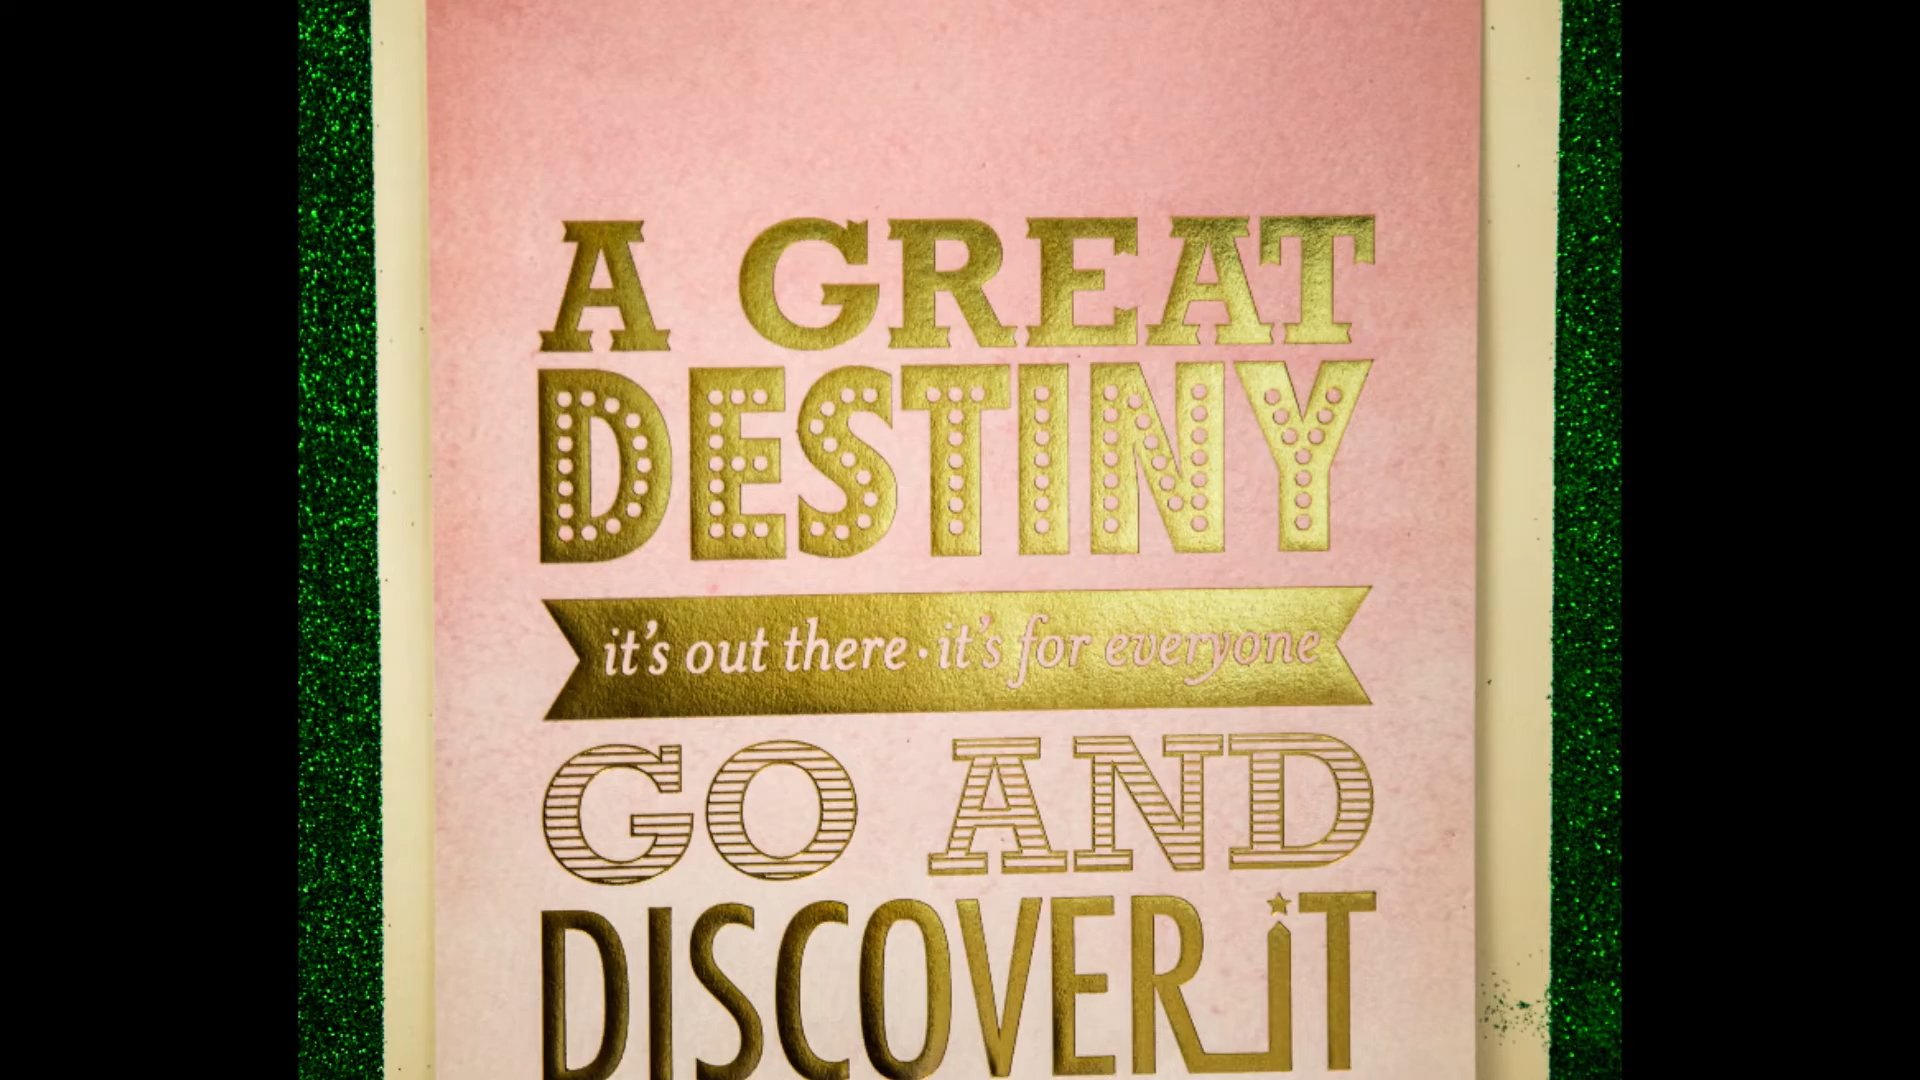 A GREAT
DESTINY
it's out there · it's for everyone
GO AND
DISCOVER iT